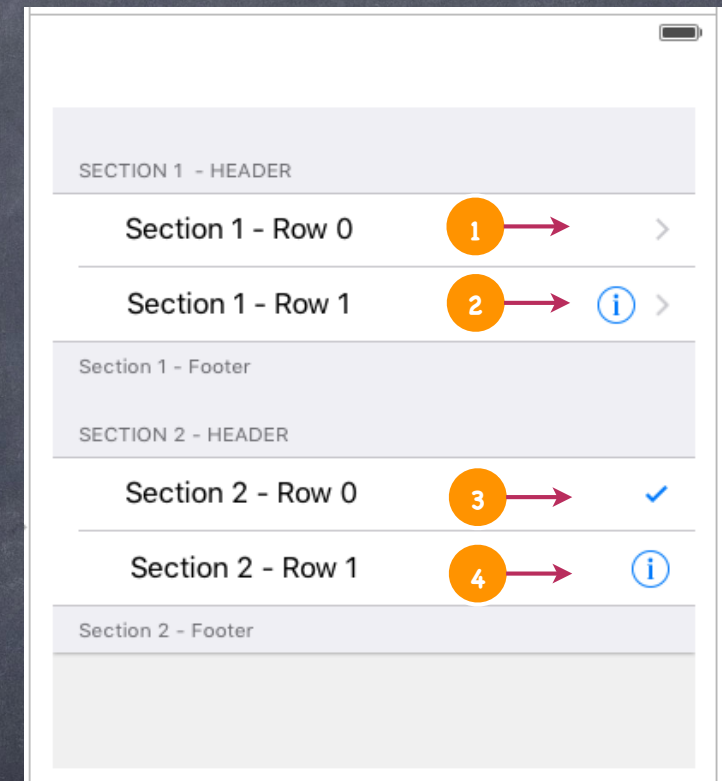 SECTION 1 - HEADER
Section 1 - Row 0 1
Section 1 - Row 1 2 i
Section 1 - Footer
SECTION 2 - HEADER
Section 2 - Row 0 3
Section 2 - Row 1 4 i
Section 2 - Footer